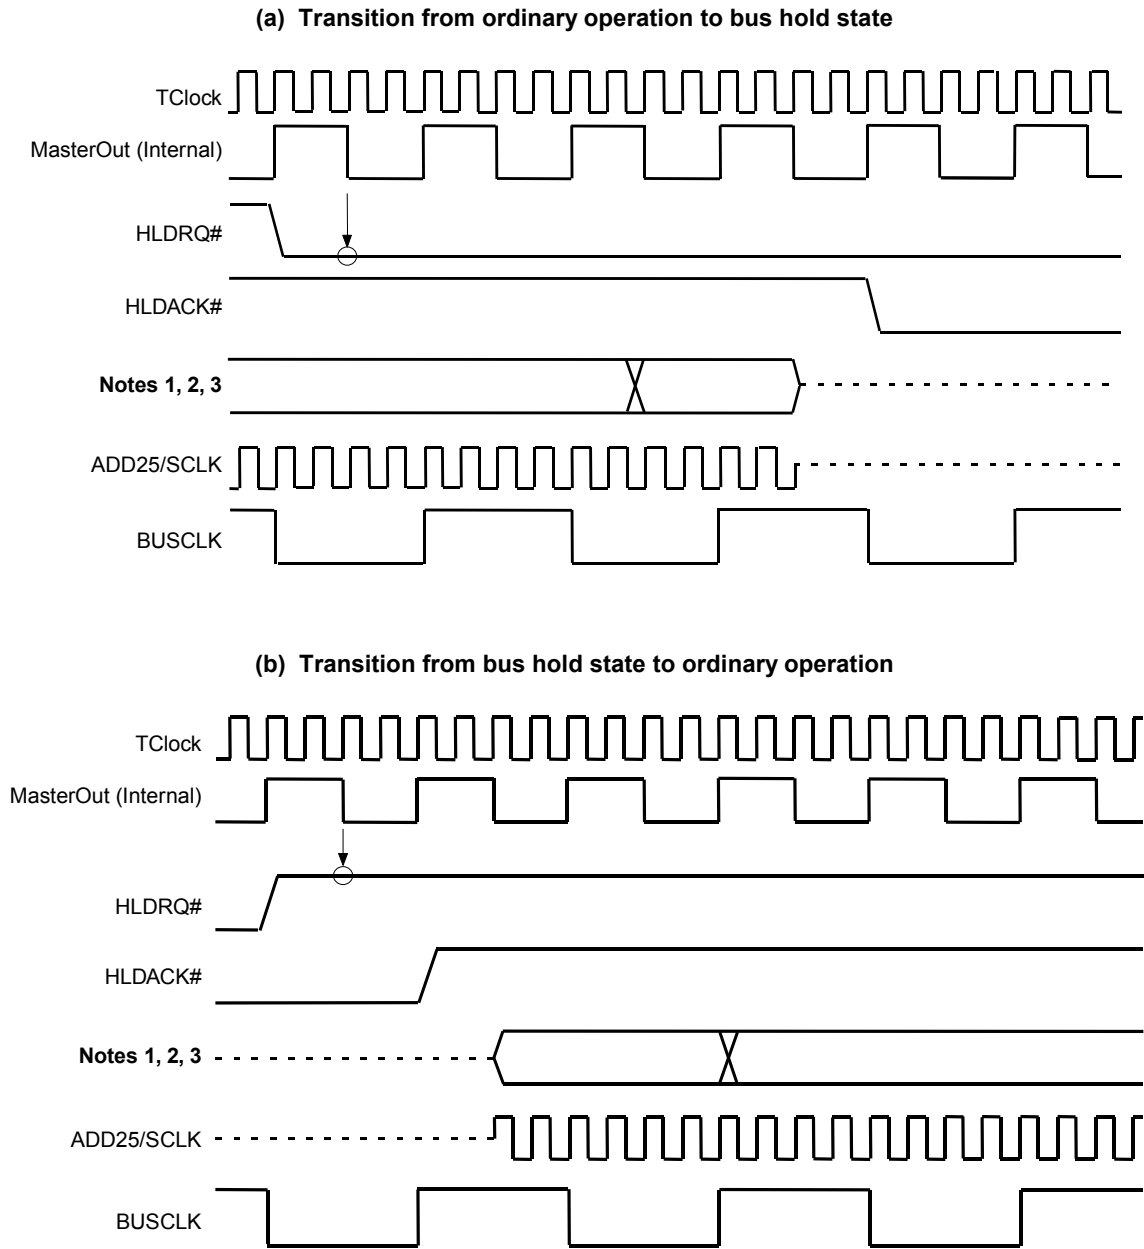 (a) Transition from ordinary operation to bus hold state
TClock
MasterOut (Internal)
HLDRQ#
HLDACK#
Notes 1, 2, 3
ADD25/SCLK
BUSCLK
(b) Transition from bus hold state to ordinary operation
TClock
MasterOut (Internal)
HLDRQ#
HLDACK#
Notes 1, 2, 3
ADD25/SCLK
BUSCLK